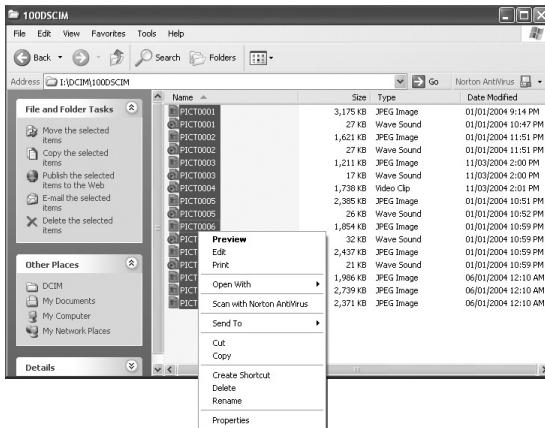 100DSCIM
File Edit View Favorites Tools Help
Back Search Folders
Address I:\DCIM\100DSCIM Go Norton AntiVirus
Name Size Type Date Modified
File and Folder Tasks
Move the selected
items
Copy the selected
items
Publish the selected
items to the Web
E-mail the selected
items
Delete the selected
items
Other Places
DCIM
My Documents
My Computer
My Network Places
Details
PICT0001 3,175 KB JPEG Image 01/01/2004 9:14 PM
PICT0001 27 KB Wave Sound 01/01/2004 10:47 PM
PICT0002 1,621 KB JPEG Image 01/01/2004 11:51 PM
PICT0002 27 KB Wave Sound 01/01/2004 11:51 PM
PICT0003 1,211 KB JPEG Image 11/03/2004 2:00 PM
PICT0003 17 KB Wave Sound 11/03/2004 2:00 PM
PICT0004 1,738 KB Video Clip 11/03/2004 2:01 PM
PICT0005 2,385 KB JPEG Image 01/01/2004 10:51 PM
PICT0005 26 KB Wave Sound 01/01/2004 10:52 PM
PICT0006 1,854 KB JPEG Image 01/01/2004 10:59 PM
PICT 32 KB Wave Sound 01/01/2004 10:59 PM
PICT 2,437 KB JPEG Image 01/01/2004 10:59 PM
PICT 21 KB Wave Sound 01/01/2004 10:59 PM
PICT 1,986 KB JPEG Image 06/01/2004 12:10 AM
PICT 2,739 KB JPEG Image 06/01/2004 12:10 AM
PICT 2,371 KB JPEG Image 06/01/2004 12:10 AM
Preview
Edit
Print
Open With
Scan with Norton AntiVirus
Send To
Cut
Copy
Create Shortcut
Delete
Rename
Properties